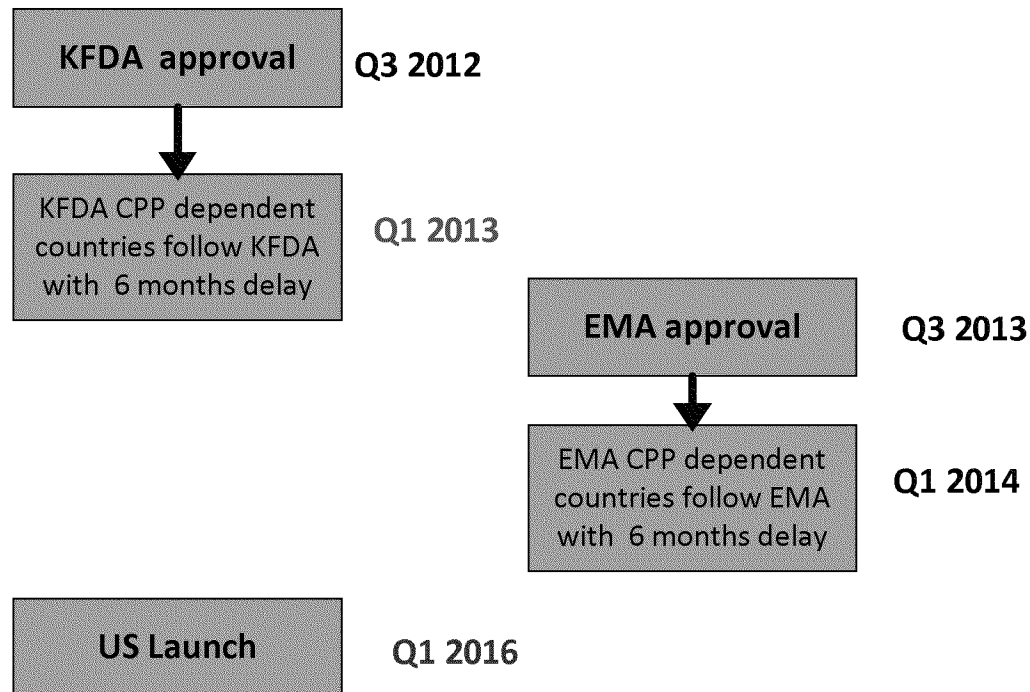 KFDA approval
Q3 2012
KFDA CPP dependent
countries follow KFDA
with 6 months delay
Q1 2013
EMA approval
Q3 2013
EMA CPP dependent
countries follow EMA
with 6 months delay
Q1 2014
US Launch
Q1 2016